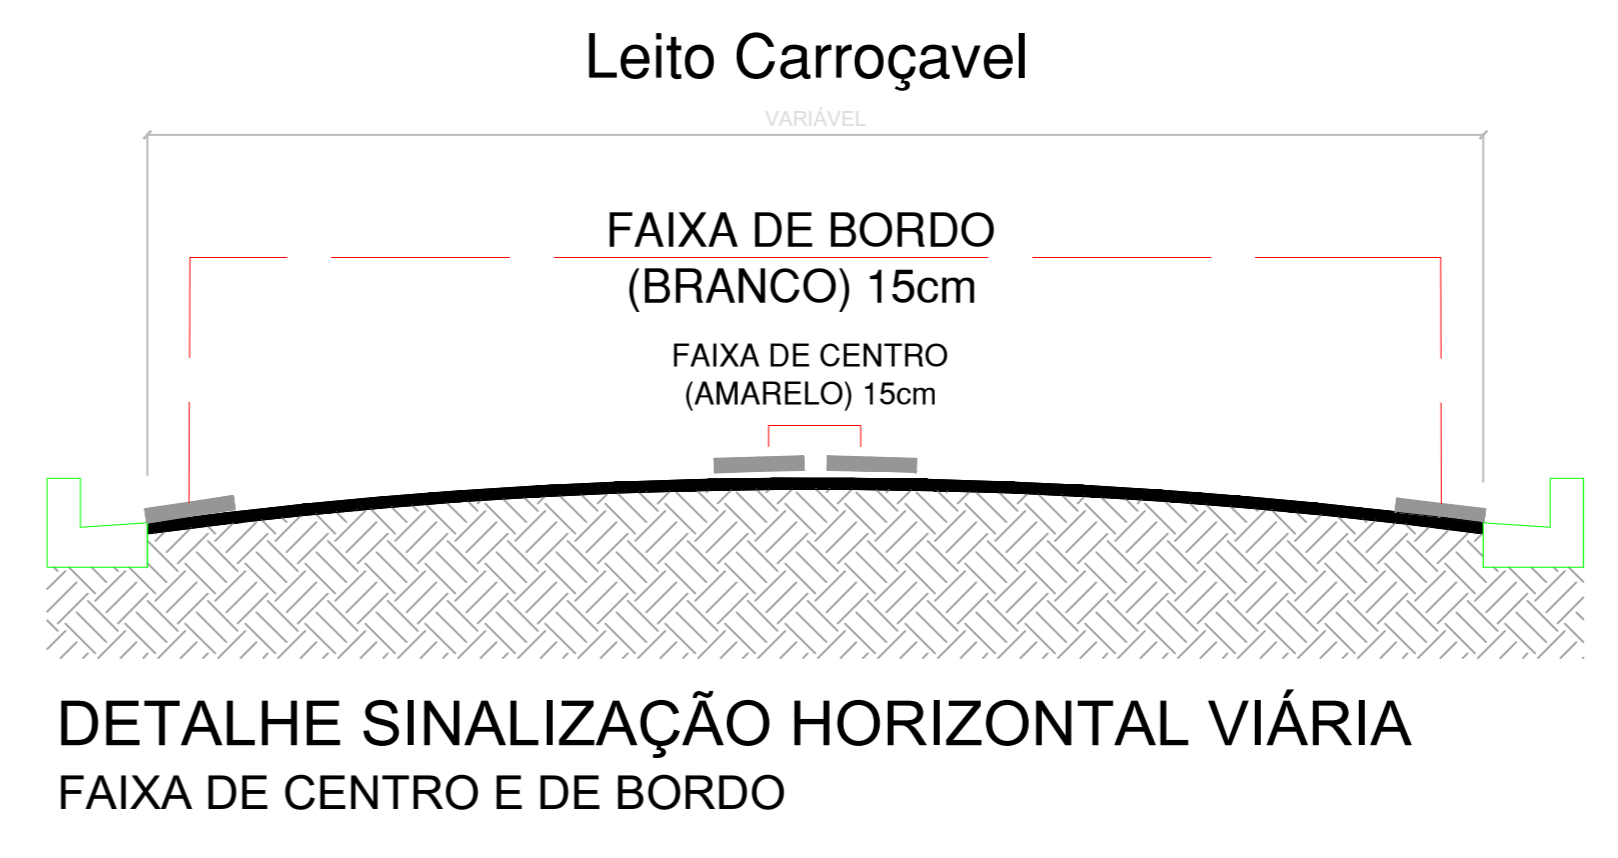 Leito Carroçavel
VARIÁVEL
FAIXA DE BORDO
(BRANCO) 15cm
FAIXA DE CENTRO
(AMARELO) 15cm
DETALHE SINALIZAÇÃO HORIZONTAL VIÁRIA
FAIXA DE CENTRO E DE BORDO